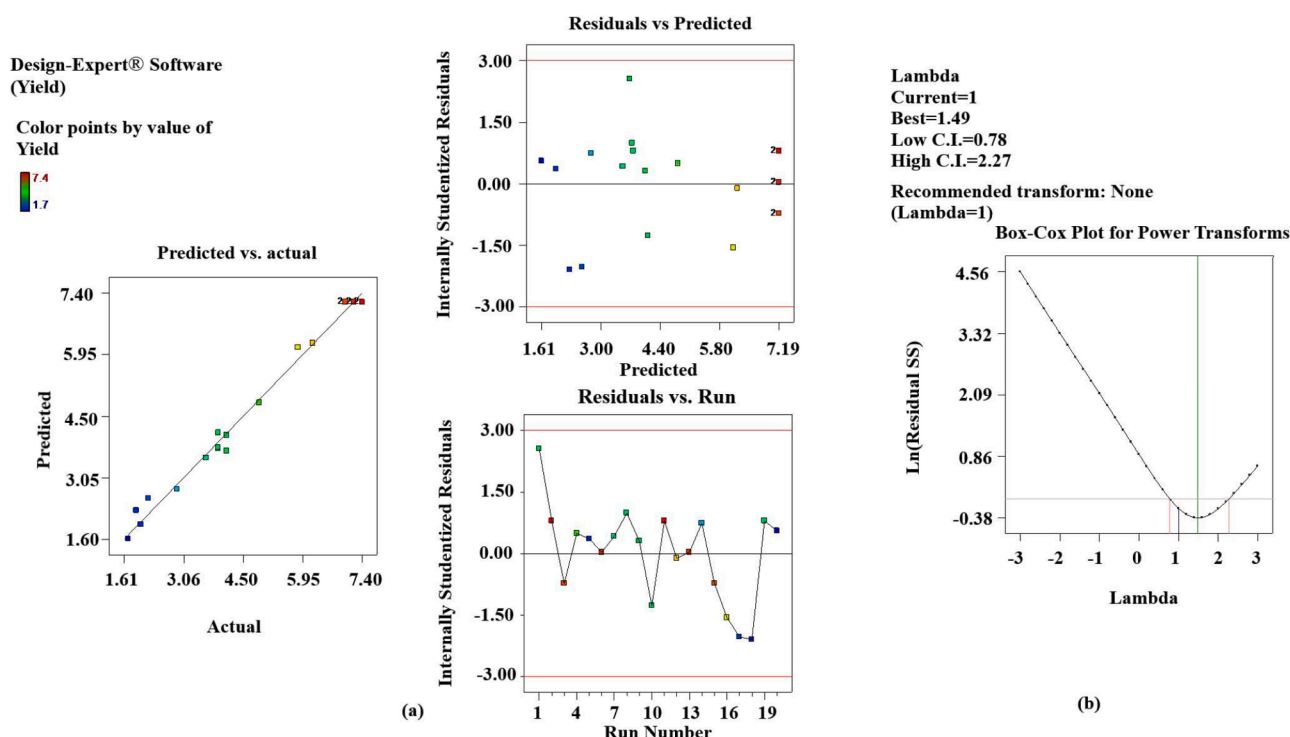 Design-Expert® Software
(Yield)
Color points by value of
Yield
7.4
1.7
Predicted vs. actual
Predicted
7.40
5.95
4.50
3.05
1.60
2 2 2
1.61 3.06 4.50 5.95 7.40
Actual
Residuals vs Predicted
Internally Studentized Residuals
3.00
1.50
0.00
-1.50
-3.00
2
2
2
1.61 3.00 4.40 5.80 7.19
Predicted
Residuals vs. Run
Internally Studentized Residuals
3.00
1.50
0.00
-1.50
-3.00
1 4 7 10 13 16 19
Run Number
(a)
Lambda
Current=1
Best=1.49
Low C.I.=0.78
High C.I.=2.27
Recommended transform: None
(Lambda=1)
Box-Cox Plot for Power Transforms
Ln(Residual SS)
4.56
3.32
2.09
0.86
-0.38
-3 -2 -1 0 1 2 3
Lambda
(b)